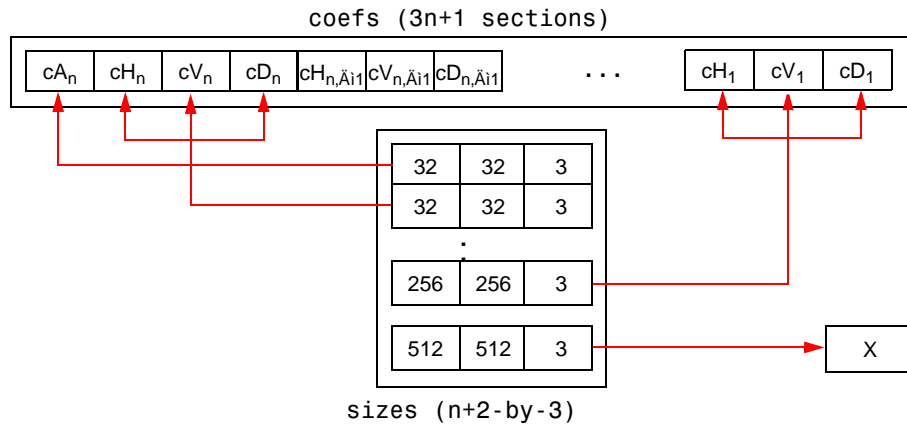 coefs (3n+1 sections)
cAn cHn cVn cDn cHn,Äì1 cVn,Äì1 cDn,Äì1 ... cH1 cV1 cD1
32 32 3
32 32 3
:
256 256 3
512 512 3 X
sizes (n+2-by-3)